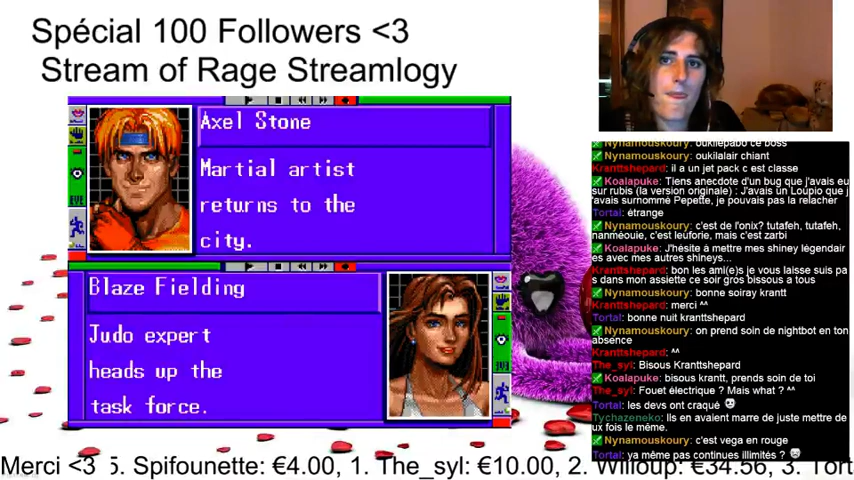 Spécial 100 Followers <3
Stream of Rage Streamlogy
Axel Stone
Martial artist
returns to the
city.
Blaze Fielding
Judo expert
heads up the
task force.
Nynamouskoury: oukilepabo ce boss
Nynamouskoury: oukilailair chiant
Kranttshepard: il a un jet pack c est classe
Koalapuke: Tiens anecdote d'un bug que j'avais eu
sur rubis (la version originale) : J'avais un Loupio que j
'avais surnommé Pepette, je pouvais pas la relacher
Tortal: étrange
Nynamouskoury: c'est de l'onix? tutafeh, tutafeh,
nanméouie, c'est leuforie, mais c'est zarbi
Koalapuke: J'hésite à mettre mes shiney légendair
es avec mes autres shineys...
Kranttshepard: bon les ami(e)s je vous laisse suis pa
s dans mon assiette ce soir gros bissous a tous
Nynamouskoury: bonne soiray krantt
Kranttshepard: merci ^^
Tortal: bonne nuit kranttshepard
Nynamouskoury: on prend soin de nightbot en ton
absence
Kranttshepard: ^^
The_syl: Bisous Kranttshepard
Koalapuke: bisous krantt, prends soin de toi
The_syl: Fouet électrique ? Mais what ? ^^
Tortal: les devs ont craqué
Tychazeneko: Ils en avaient marre de juste mettre de
ux fois le même.
Nynamouskoury: c'est vega en rouge
Tortal: ya même pas continues illimités ?
Merci <3 5. Spifounette: €4.00, 1. The_syl: €10.00, 2. Willoup: €34.56, 3. Tort